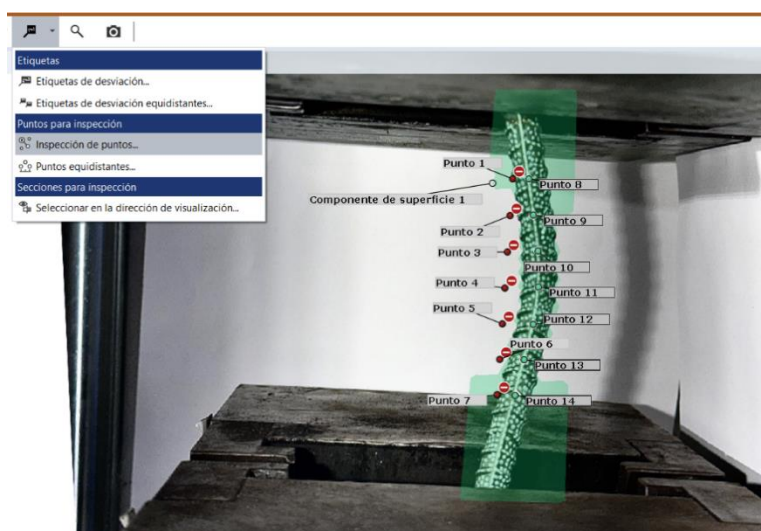 Etiquetas
Etiquetas de desviación...
Etiquetas de desviación equidistantes...
Puntos para inspección
Inspección de puntos...
Puntos equidistantes...
Secciones para inspección
Seleccionar en la dirección de visualización...
Punto 1
Punto 8
Componente de superficie 1
Punto 9
Punto 2
Punto 3
Punto 10
Punto 4
Punto 11
Punto 5
Punto 12
Punto 6
Punto 13
Punto 7
Punto 14